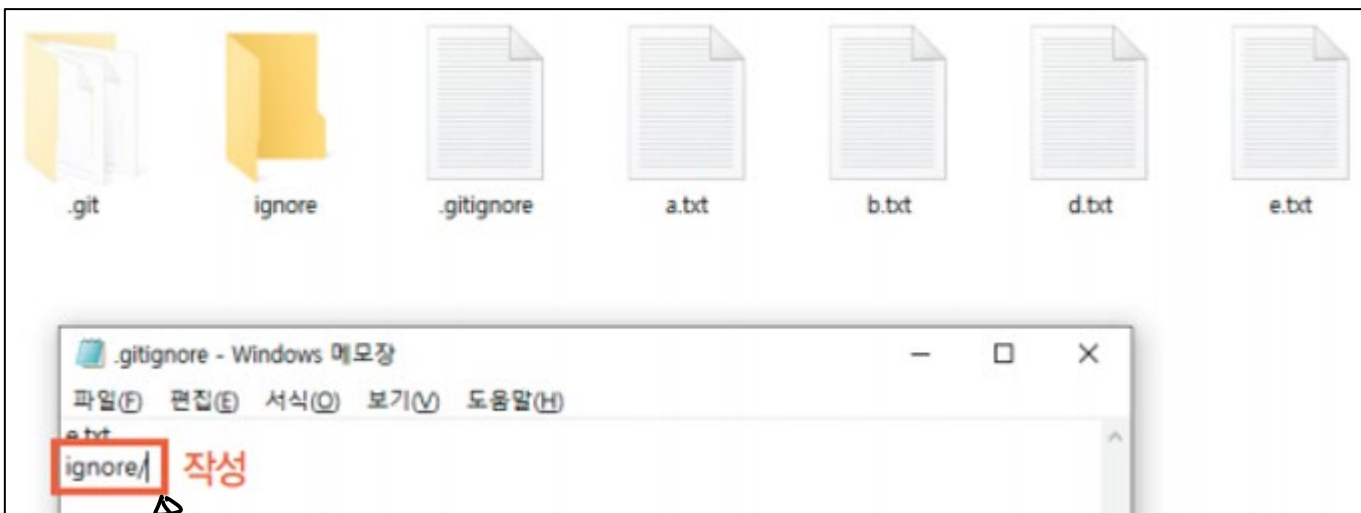 .git ignore .gitignore a.txt b.txt d.txt e.txt
.gitignore - Windows 메모장
파일(F) 편집(E) 서식(O) 보기(V) 도움말(H)
e.txt
ignore/ 작성